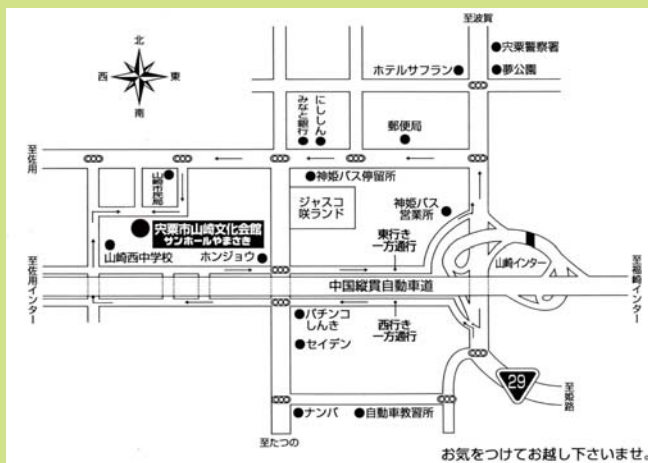 至波賀
宍粟警察署
夢公園
ホテルサフラン
北
西
東
南
みなと銀行
にししん
郵便局
至佐用
山崎市民局
神姫バス停留所
ジャスコ
咲ランド
神姫バス
営業所
宍粟市山崎文化会館
サンホールやまさき
山崎西中学校
ホンジョウ
東行き
一方通行
山崎インター
至佐用
インター
中国縦貫自動車道
至福崎
インター
パチンコ
しんき
セイデン
西行き
一方通行
29
至姫路
ナンバ
自動車教習所
至たつの
お気をつけてお越し下さいませ。